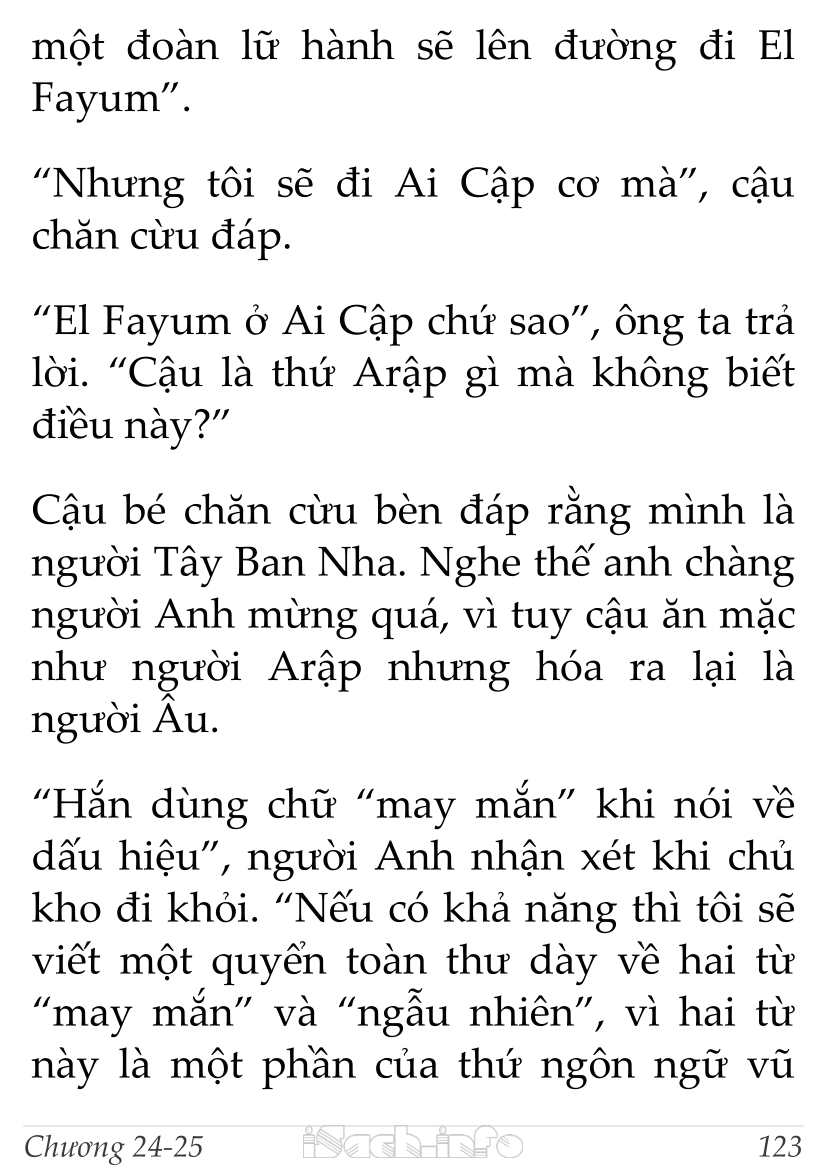 một đoàn lữ hành sẽ lên đường đi El
Fayum”.
“Nhưng tôi sẽ đi Ai Cập cơ mà”, cậu
chăn cừu đáp.
“El Fayum ở Ai Cập chứ sao”, ông ta trả
lời. “Cậu là thứ Arập gì mà không biết
điều này?”
Cậu bé chăn cừu bèn đáp rằng mình là
người Tây Ban Nha. Nghe thế anh chàng
người Anh mừng quá, vì tuy cậu ăn mặc
như người Arập nhưng hóa ra lại là
người Âu.
“Hắn dùng chữ “may mắn” khi nói về
dấu hiệu”, người Anh nhận xét khi chủ
kho đi khỏi. “Nếu có khả năng thì tôi sẽ
viết một quyển toàn thư dày về hai từ
“may mắn” và “ngẫu nhiên”, vì hai từ
này là một phần của thứ ngôn ngữ vũ
Chương 24-25 iSach.info 123